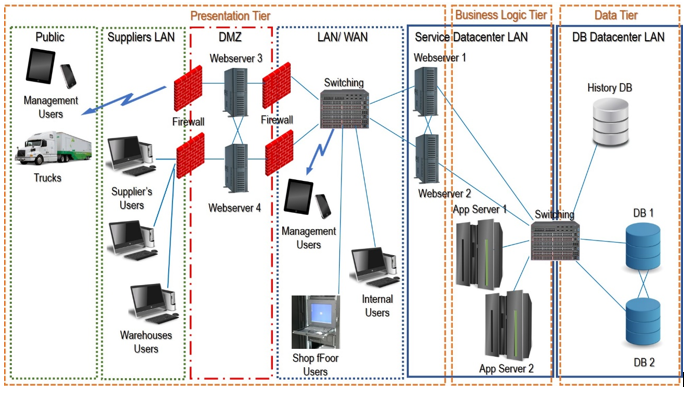 Presentation Tier
Business Logic Tier
Data Tier
Public
Suppliers LAN
DMZ
LAN/ WAN
Service Datacenter LAN
DB Datacenter LAN
Management
Users
Trucks
Firewall
Supplier's
Users
Warehouses
Users
Webserver 3
Webserver 4
Firewall
Switching
Management
Users
Internal
Users
Shop fFoor
Users
Webserver 1
Webserver 2
App Server 1
App Server 2
Switching
History DB
DB 1
DB 2